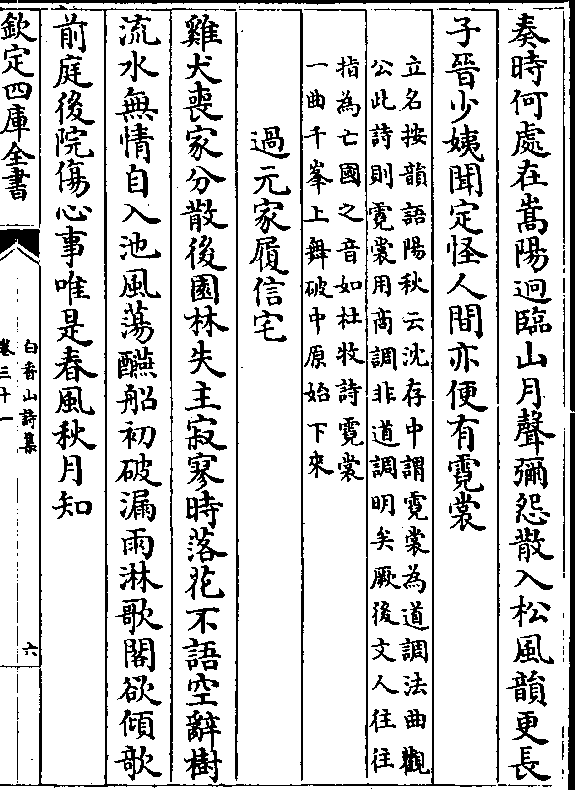 奏時何處在嵩陽迥臨山月聲彌怨散入松風韻更長
子晉少姨聞定怪人間亦便有霓裳
立名按韻語陽秋云沈存中謂霓裳為道調法曲觀
公此詩則霓裳用商調非道調明矣厥後文人往往
指為亡國之音如杜牧詩霓裳
一曲千峯上舞破中原始下來
過元家履信宅
雞犬喪家分散後園林失主寂寥時落花不語空辭樹
流水無情自入池風蕩醼船初破漏雨淋歌閣欲傾欹
前庭後院傷心事唯是春風秋月知
欽定四庫全書
白香山詩集
卷三十一
六